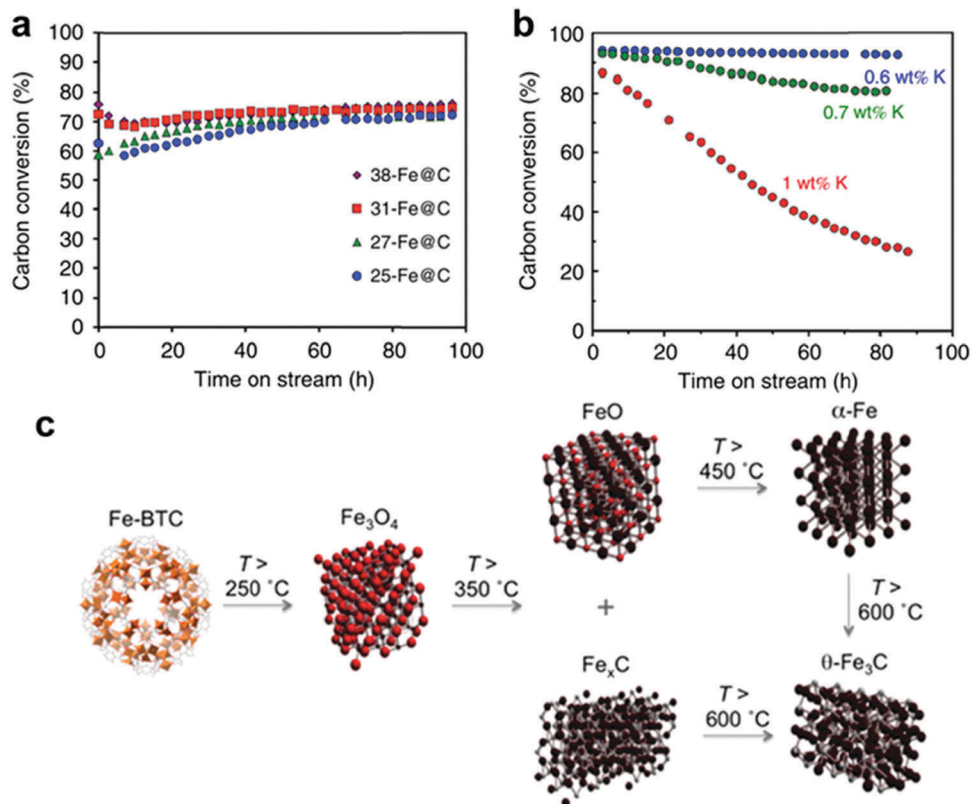 a
Carbon conversion (%)
100
90
80
70
60
50
40
30
20
10
0
0
20
40
60
80
100
Time on stream (h)
38-Fe@C
31-Fe@C
27-Fe@C
25-Fe@C
b
Carbon conversion (%)
100
80
60
40
20
0
0
20
40
60
80
100
Time on stream (h)
0.6 wt% K
0.7 wt% K
1 wt% K
c
Fe-BTC
T >
250 °C
Fe₃O₄
T >
350 °C
FeO
+
FeₓC
T >
450 °C
α-Fe
T >
600 °C
T >
600 °C
θ-Fe₃C